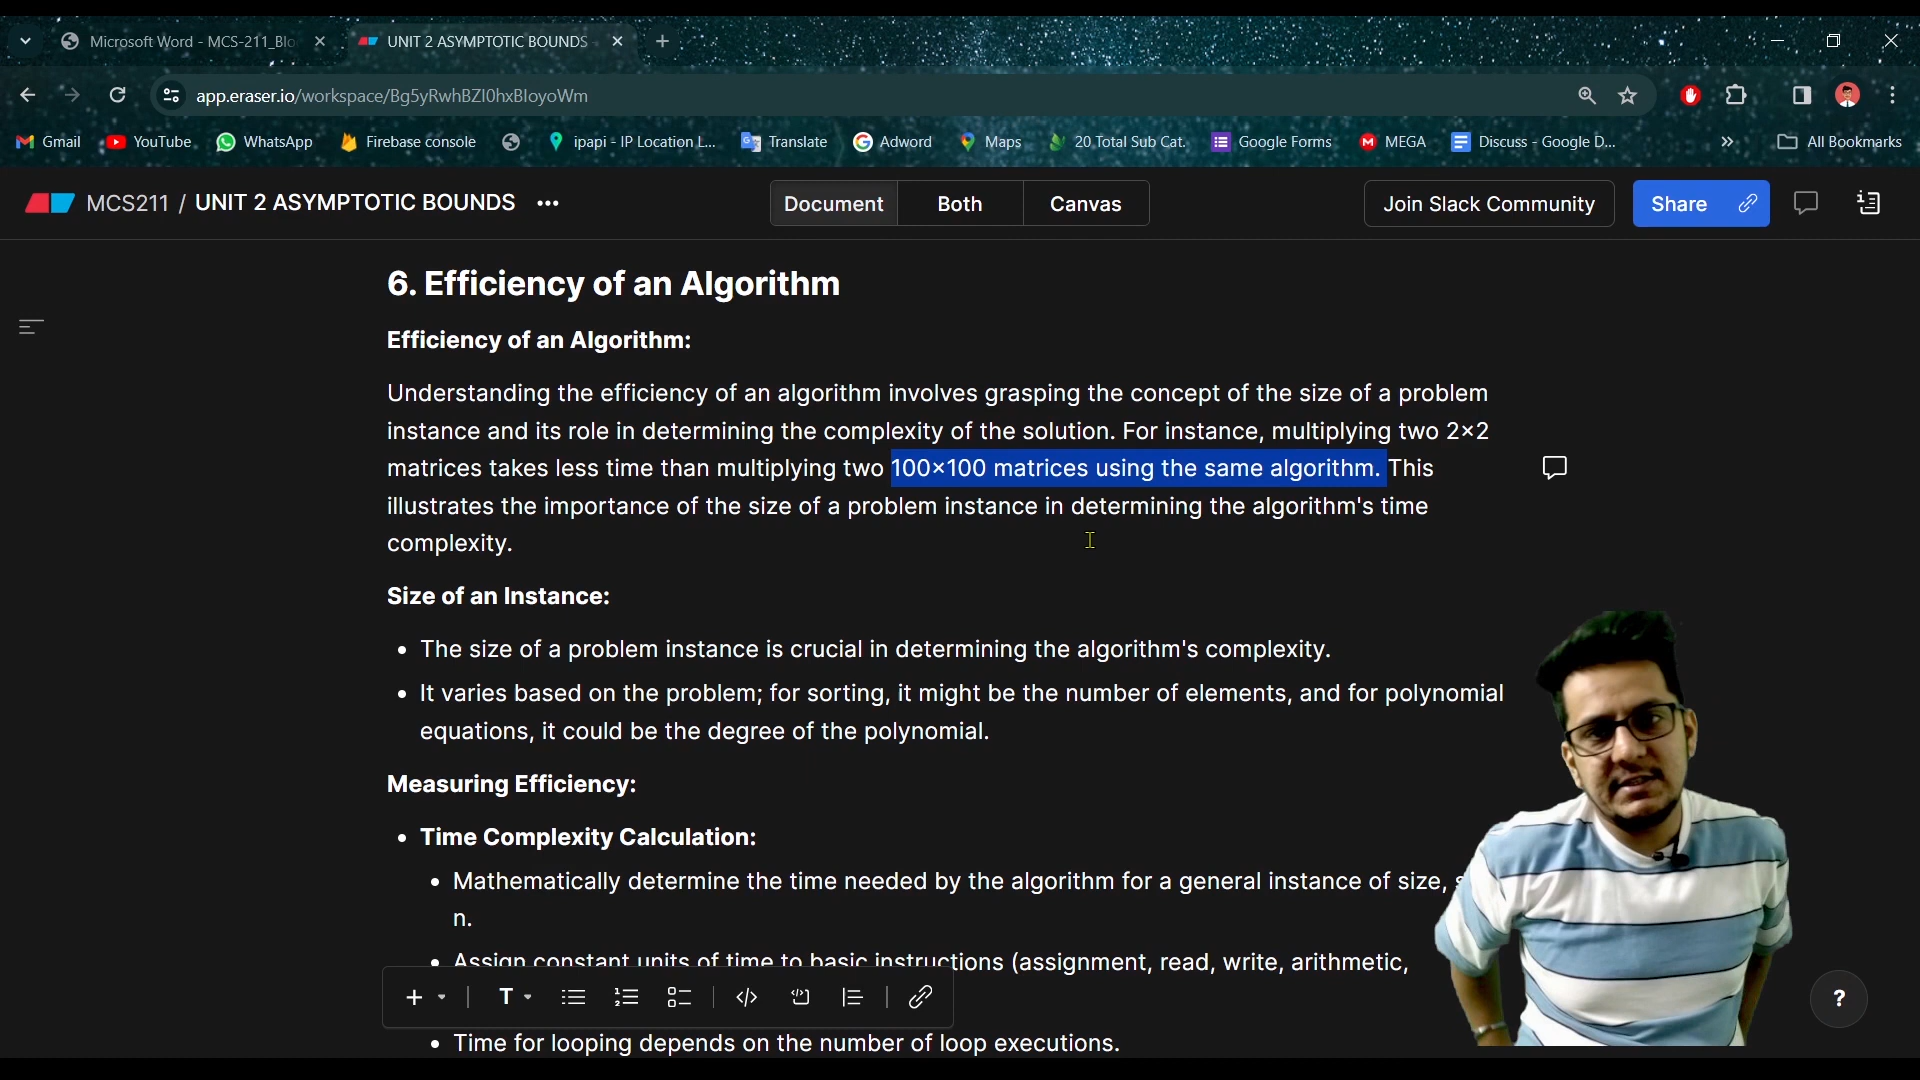 Microsoft Word - MCS-211_Blo
UNIT 2 ASYMPTOTIC BOUNDS
app.eraser.io/workspace/Bg5yRwhBZI0hxBloyoWm
Gmail YouTube WhatsApp Firebase console ipapi - IP Location L... Translate Adword Maps 20 Total Sub Cat. Google Forms MEGA Discuss - Google D... » All Bookmarks
MCS211 / UNIT 2 ASYMPTOTIC BOUNDS ••• Document Both Canvas Join Slack Community Share
6. Efficiency of an Algorithm
Efficiency of an Algorithm:
Understanding the efficiency of an algorithm involves grasping the concept of the size of a problem
instance and its role in determining the complexity of the solution. For instance, multiplying two 2×2
matrices takes less time than multiplying two 100×100 matrices using the same algorithm. This
illustrates the importance of the size of a problem instance in determining the algorithm's time
complexity.
Size of an Instance:
• The size of a problem instance is crucial in determining the algorithm's complexity.
• It varies based on the problem; for sorting, it might be the number of elements, and for polynomial
equations, it could be the degree of the polynomial.
Measuring Efficiency:
• Time Complexity Calculation:
• Mathematically determine the time needed by the algorithm for a general instance of size,
n.
• Assign constant units of time to basic instructions (assignment, read, write, arithmetic,
T
?
• Time for looping depends on the number of loop executions.